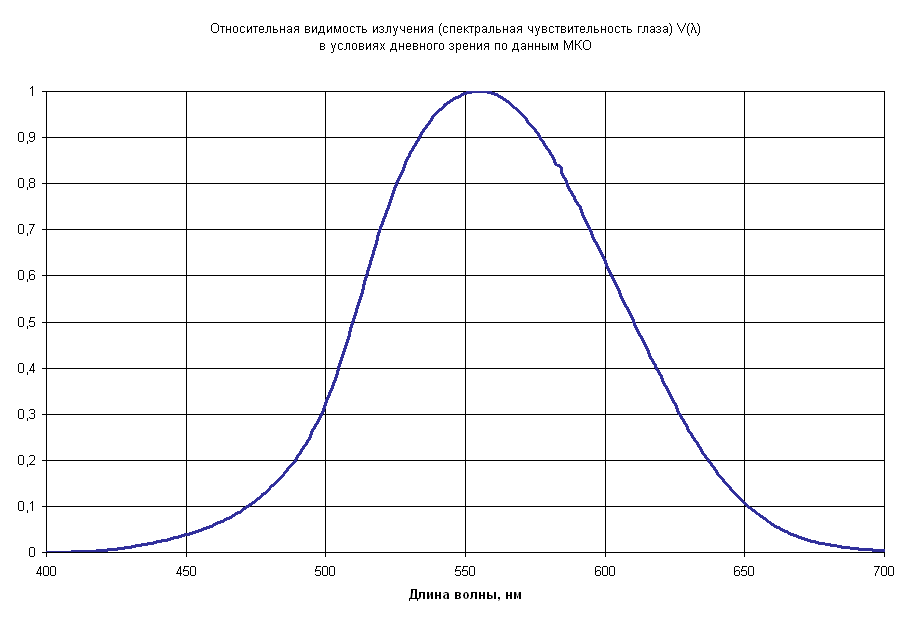 Относительная видимость излучения (спектральная чувствительность глаза) V(λ)
в условиях дневного зрения по данным МКО
1
0,9
0,8
0,7
0,6
0,5
0,4
0,3
0,2
0,1
0
400 450 500 550 600 650 700
Длина волны, нм